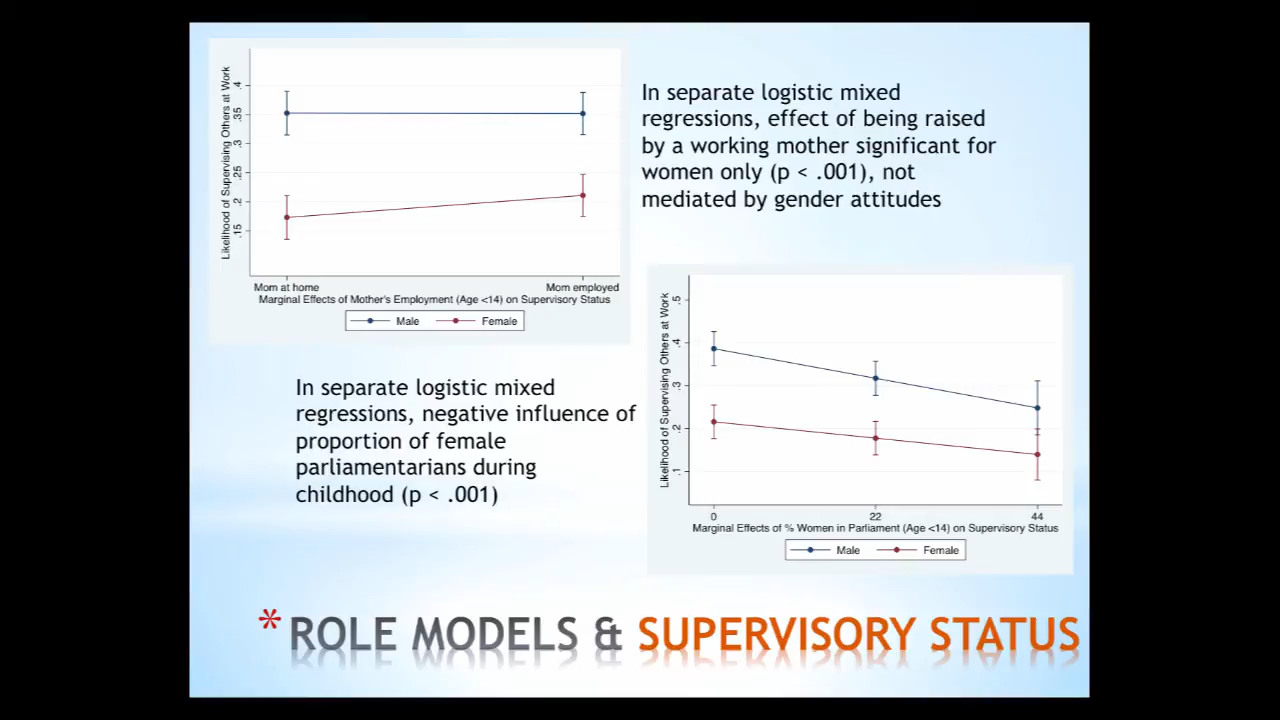 Likelihood of Supervising Others at Work
.4
.35
.3
.25
.2
.15
Mom at home Mom employed
Marginal Effects of Mother's Employment (Age <14) on Supervisory Status
Male Female
In separate logistic mixed
regressions, effect of being raised
by a working mother significant for
women only (p < .001), not
mediated by gender attitudes
In separate logistic mixed
regressions, negative influence of
proportion of female
parliamentarians during
childhood (p < .001)
Likelihood of Supervising Others at Work
.5
.4
.3
.2
.1
0 22 44
Marginal Effects of % Women in Parliament (Age <14) on Supervisory Status
Male Female
*ROLE MODELS & SUPERVISORY STATUS